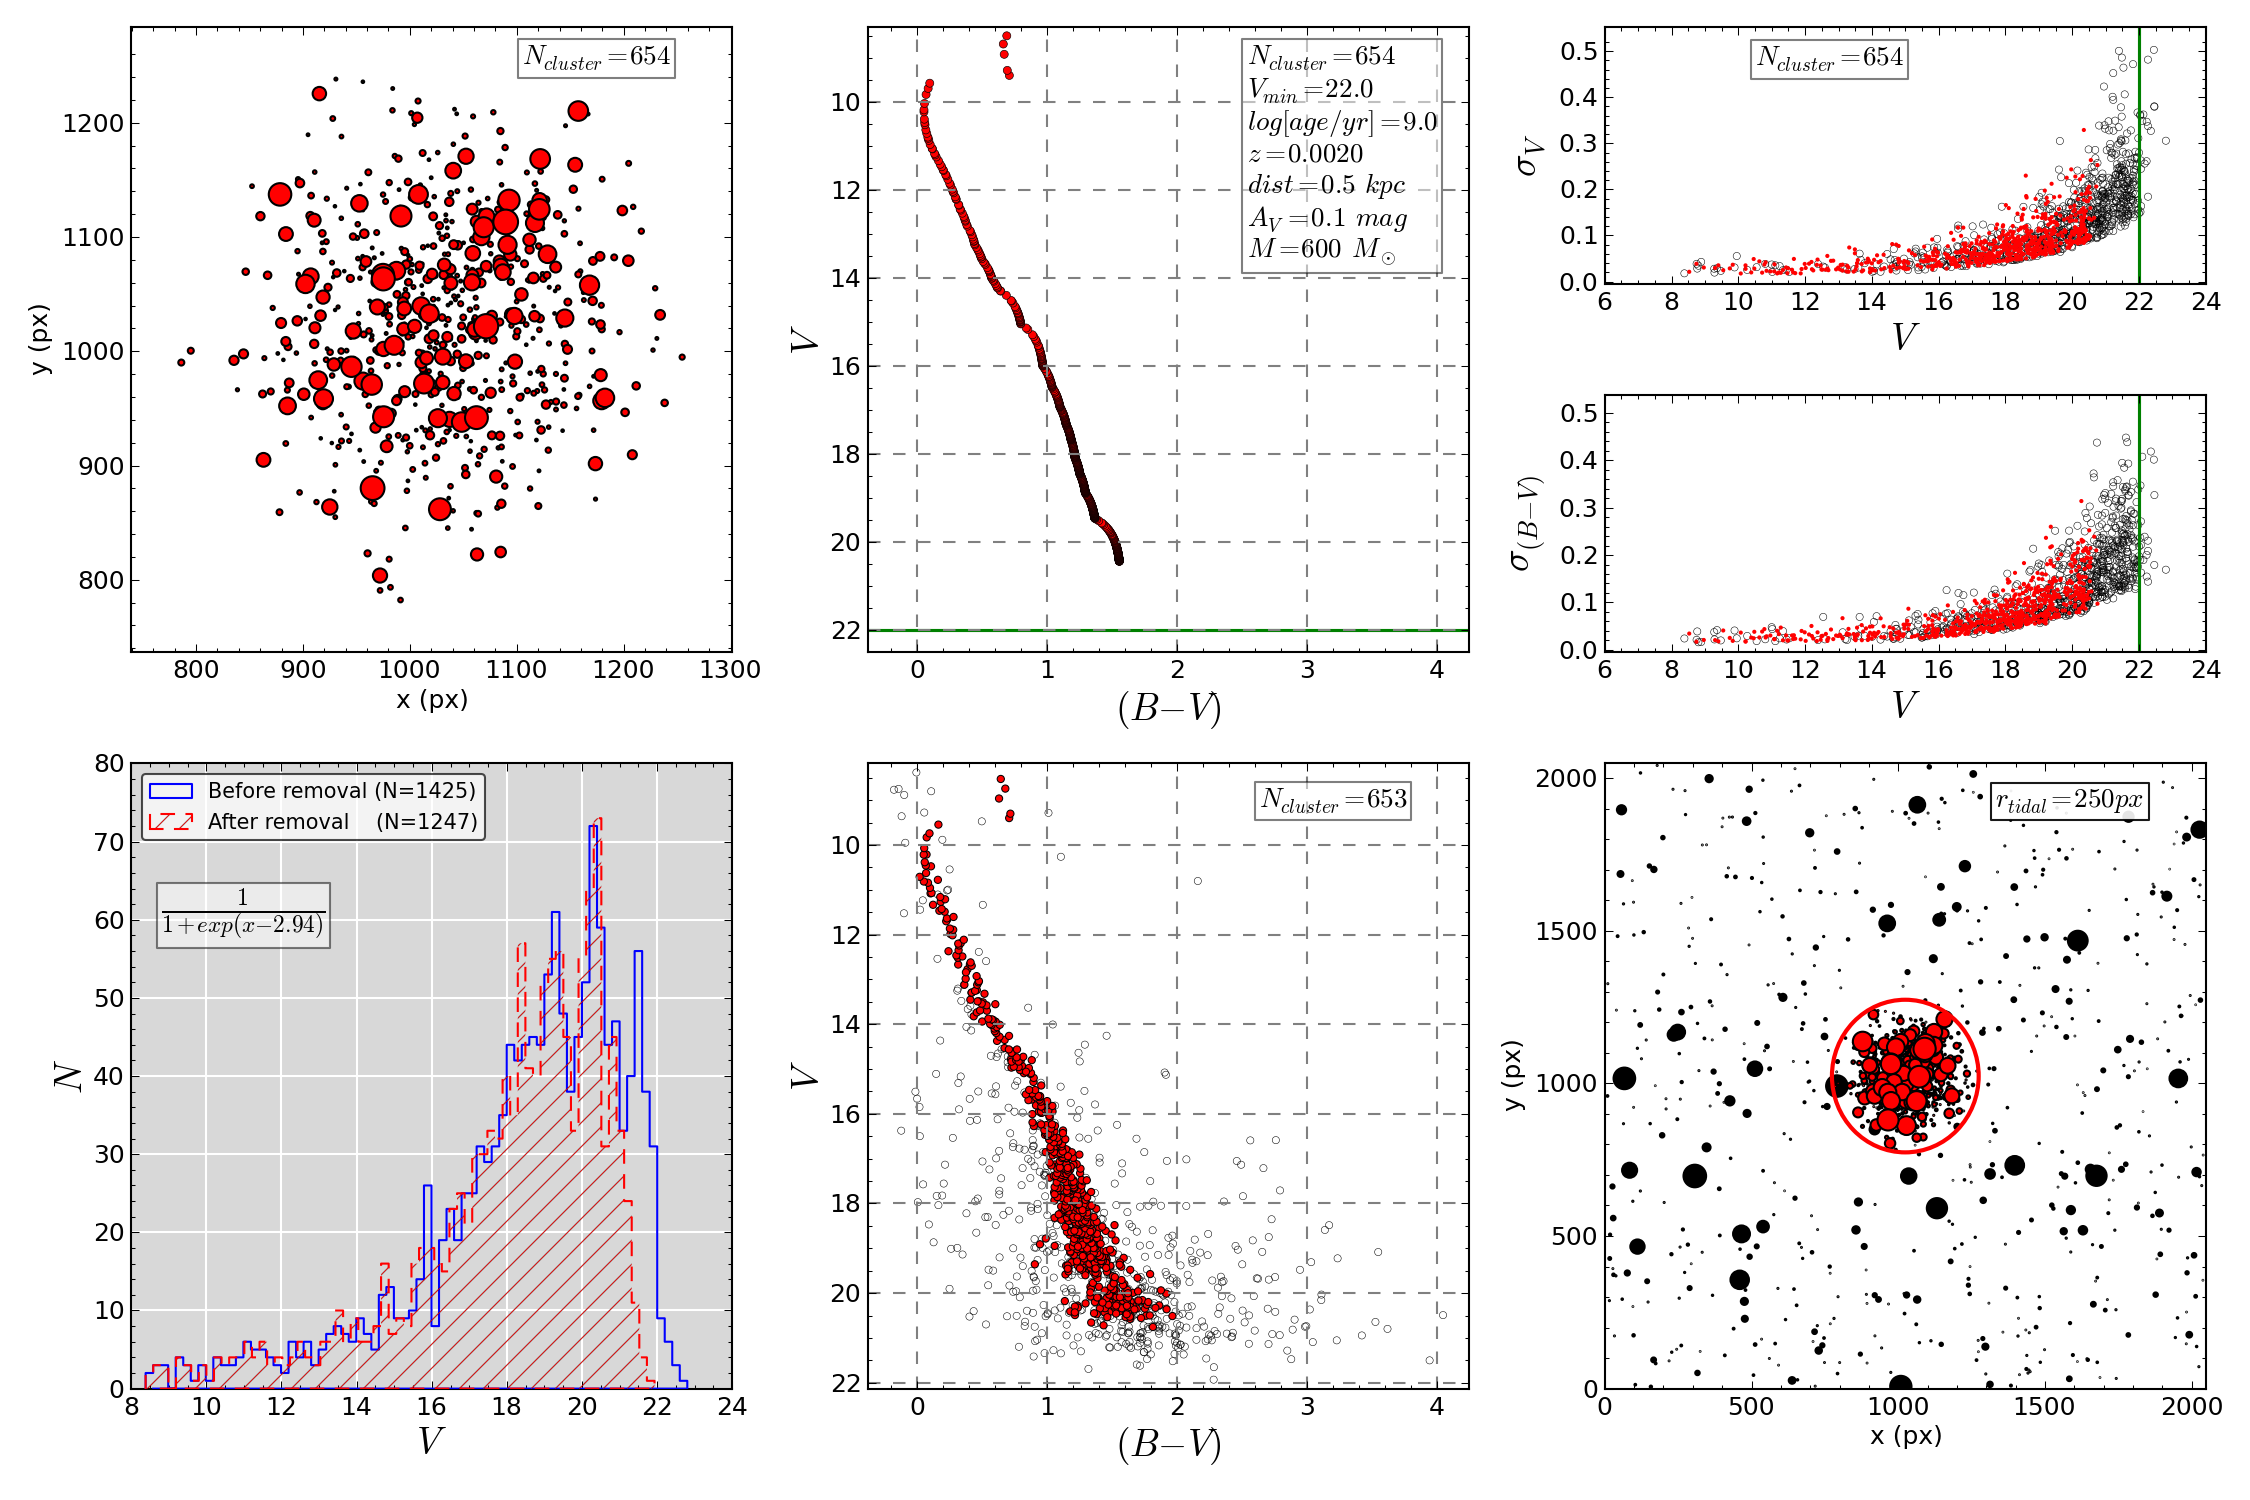 N_cluster=654
1200
1100
1000
900
800
y (px)
800 900 1000 1100 1200 1300
x (px)
N_cluster=654
V_min=22.0
log[age/yr]=9.0
z=0.0020
dist=0.5 kpc
A_V=0.1 mag
M=600 M_⊙
10
12
14
16
18
20
22
V
0 1 2 3 4
(B−V)
N_cluster=654
0.5
0.4
0.3
0.2
0.1
0.0
σ_V
6 8 10 12 14 16 18 20 22 24
V
0.5
0.4
0.3
0.2
0.1
0.0
σ_(B−V)
6 8 10 12 14 16 18 20 22 24
V
80
70
60
50
40
30
20
10
0
N
Before removal (N=1425)
After removal (N=1247)
1
1+exp(x−2.94)
8 10 12 14 16 18 20 22 24
V
N_cluster=653
10
12
14
16
18
20
22
V
0 1 2 3 4
(B−V)
r_tidal=250px
2000
1500
1000
500
0
y (px)
0 500 1000 1500 2000
x (px)